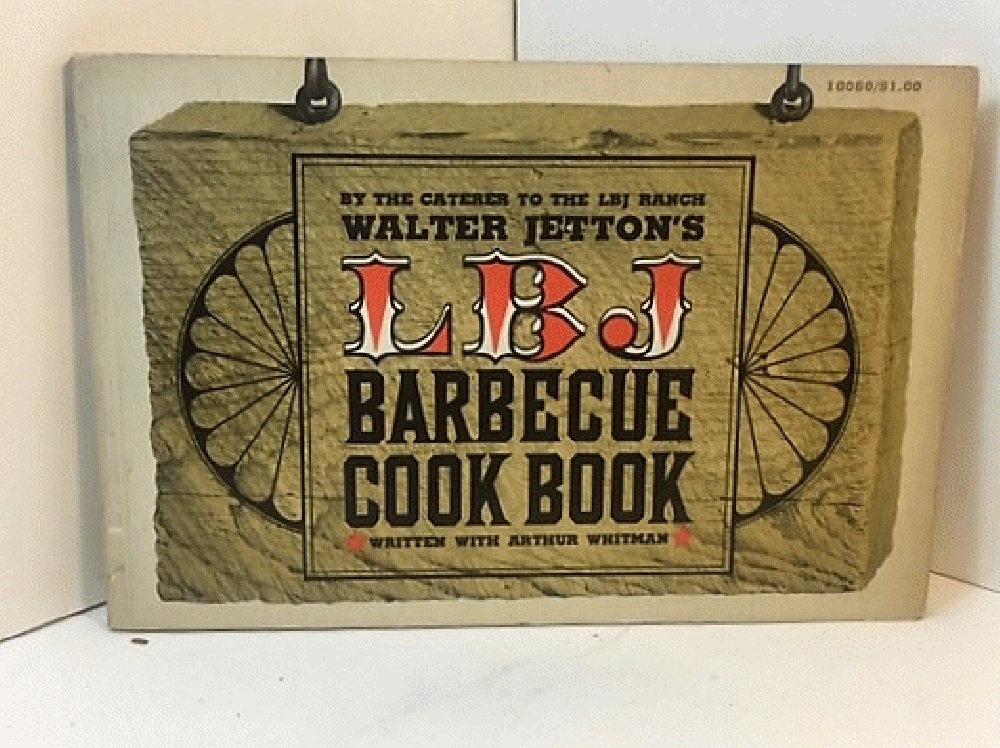 10060/$1.00
BY THE CATERER TO THE LBJ RANCH
WALTER JETTON'S
LBJ
BARBECUE
COOK BOOK
WRITTEN WITH ARTHUR WHITMAN